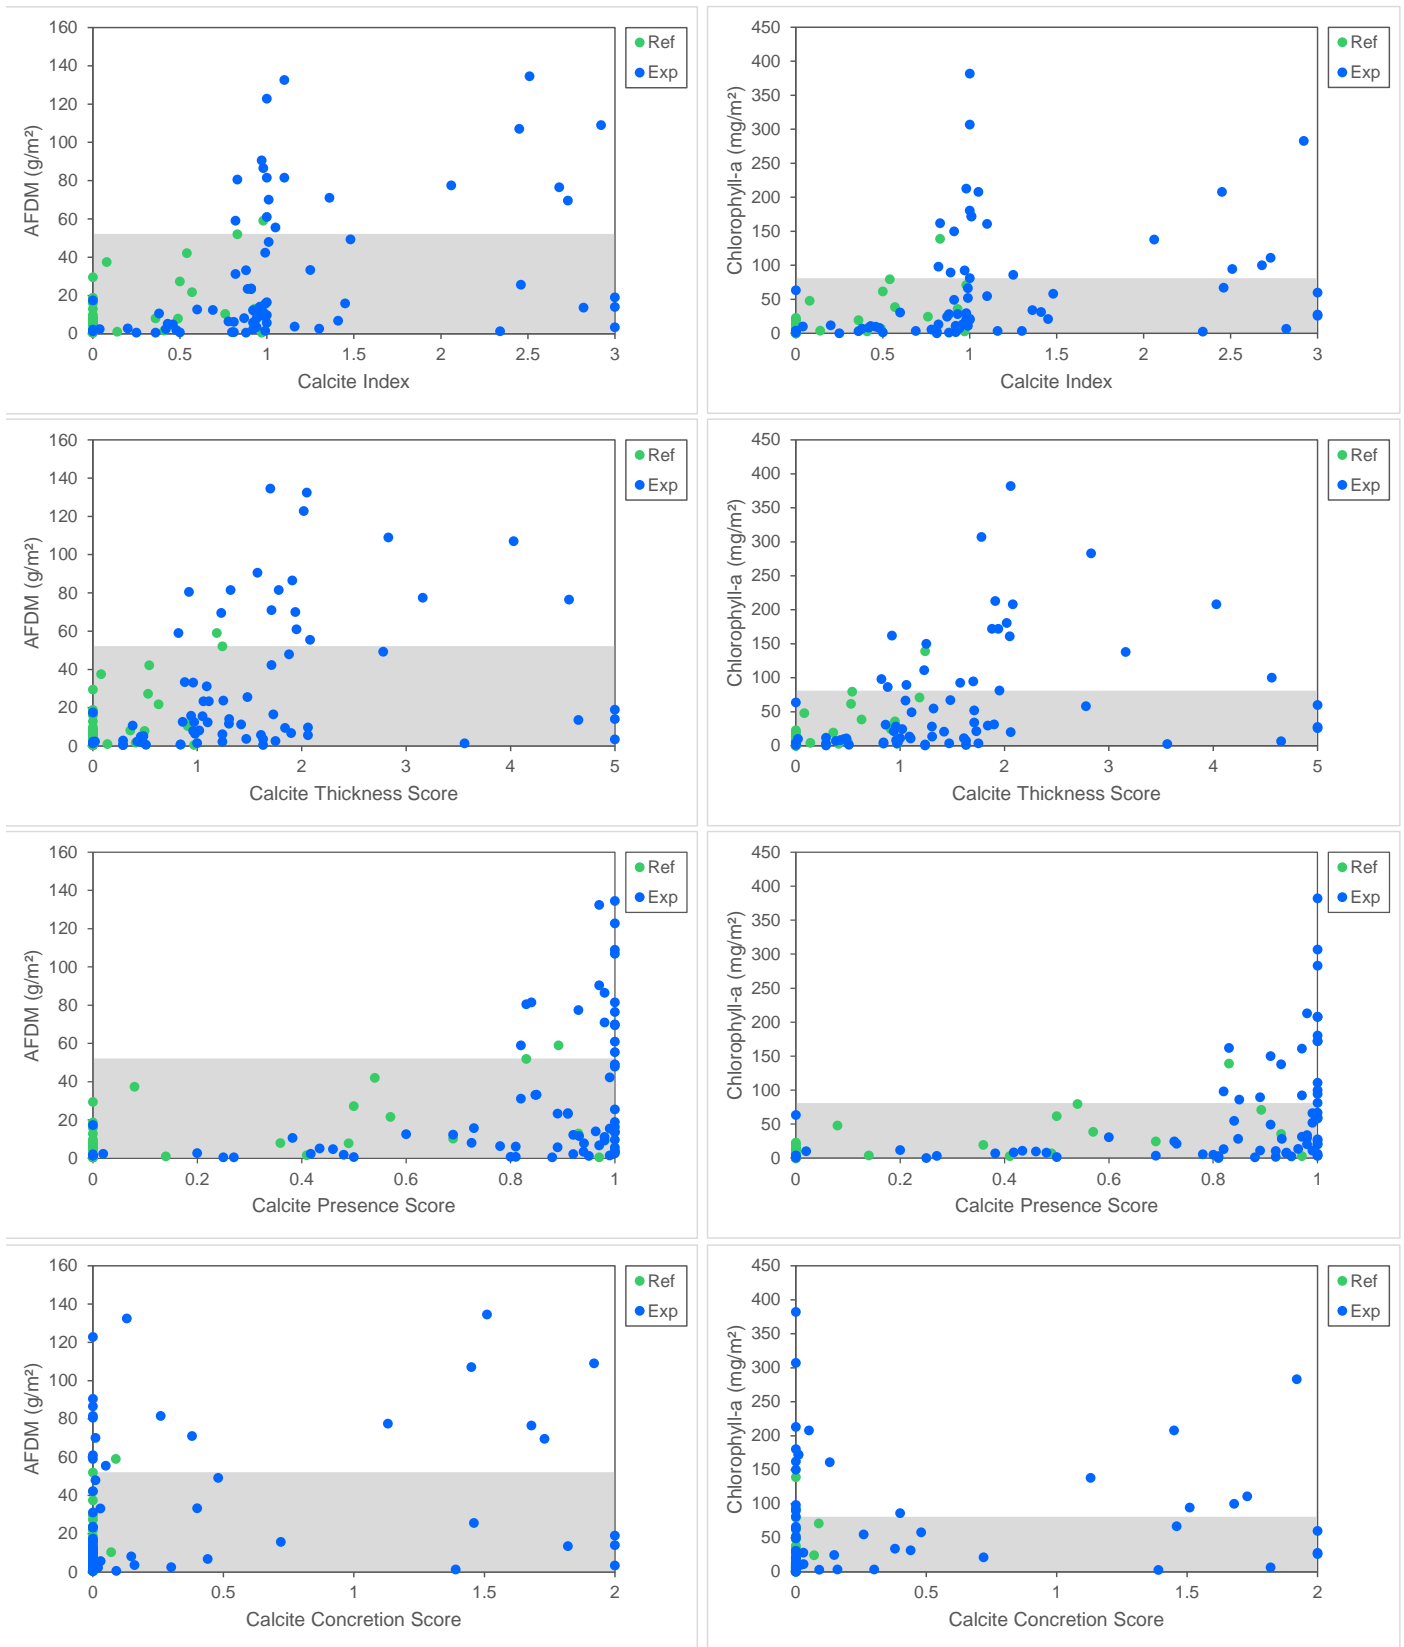 AFDM (g/m²)
160
140
120
100
80
60
40
20
0
0 0.5 1 1.5 2 2.5 3
Calcite Index
Ref
Exp
Chlorophyll-a (mg/m²)
450
400
350
300
250
200
150
100
50
0
0 0.5 1 1.5 2 2.5 3
Calcite Index
Ref
Exp
AFDM (g/m²)
160
140
120
100
80
60
40
20
0
0 1 2 3 4 5
Calcite Thickness Score
Ref
Exp
Chlorophyll-a (mg/m²)
450
400
350
300
250
200
150
100
50
0
0 1 2 3 4 5
Calcite Thickness Score
Ref
Exp
AFDM (g/m²)
160
140
120
100
80
60
40
20
0
0 0.2 0.4 0.6 0.8 1
Calcite Presence Score
Ref
Exp
Chlorophyll-a (mg/m²)
450
400
350
300
250
200
150
100
50
0
0 0.2 0.4 0.6 0.8 1
Calcite Presence Score
Ref
Exp
AFDM (g/m²)
160
140
120
100
80
60
40
20
0
0 0.5 1 1.5 2
Calcite Concretion Score
Ref
Exp
Chlorophyll-a (mg/m²)
450
400
350
300
250
200
150
100
50
0
0 0.5 1 1.5 2
Calcite Concretion Score
Ref
Exp